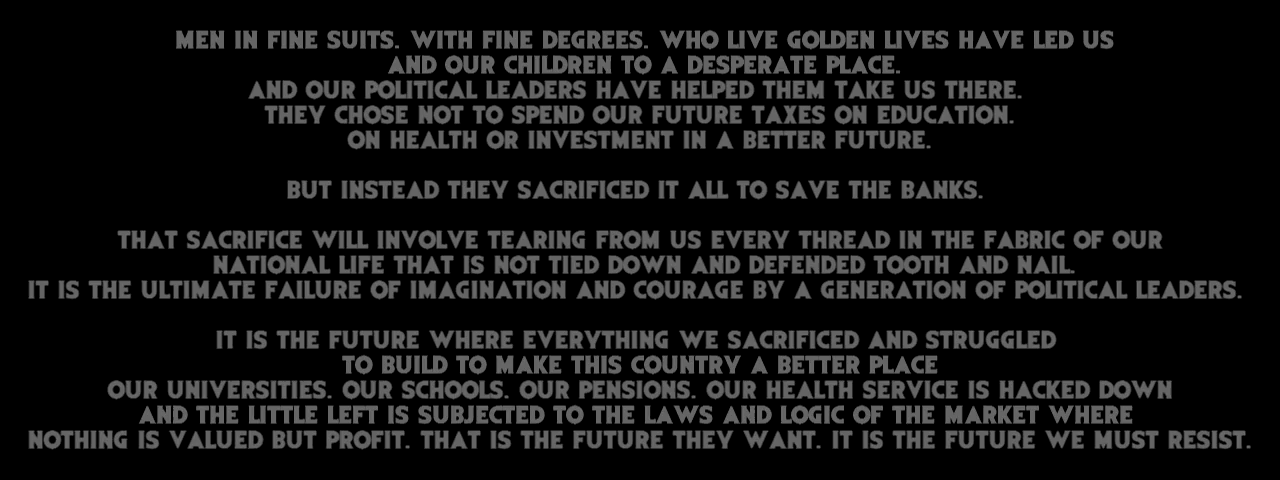 MEN IN FINE SUITS. WITH FINE DEGREES. WHO LIVE GOLDEN LIVES HAVE LED US
AND OUR CHILDREN TO A DESPERATE PLACE.
AND OUR POLITICAL LEADERS HAVE HELPED THEM TAKE US THERE.
THEY CHOSE NOT TO SPEND OUR FUTURE TAXES ON EDUCATION.
ON HEALTH OR INVESTMENT IN A BETTER FUTURE.
BUT INSTEAD THEY SACRIFICED IT ALL TO SAVE THE BANKS.
THAT SACRIFICE WILL INVOLVE TEARING FROM US EVERY THREAD IN THE FABRIC OF OUR
NATIONAL LIFE THAT IS NOT TIED DOWN AND DEFENDED TOOTH AND NAIL.
IT IS THE ULTIMATE FAILURE OF IMAGINATION AND COURAGE BY A GENERATION OF POLITICAL LEADERS.
IT IS THE FUTURE WHERE EVERYTHING WE SACRIFICED AND STRUGGLED
TO BUILD TO MAKE THIS COUNTRY A BETTER PLACE
OUR UNIVERSITIES. OUR SCHOOLS. OUR PENSIONS. OUR HEALTH SERVICE IS HACKED DOWN
AND THE LITTLE LEFT IS SUBJECTED TO THE LAWS AND LOGIC OF THE MARKET WHERE
NOTHING IS VALUED BUT PROFIT. THAT IS THE FUTURE THEY WANT. IT IS THE FUTURE WE MUST RESIST.